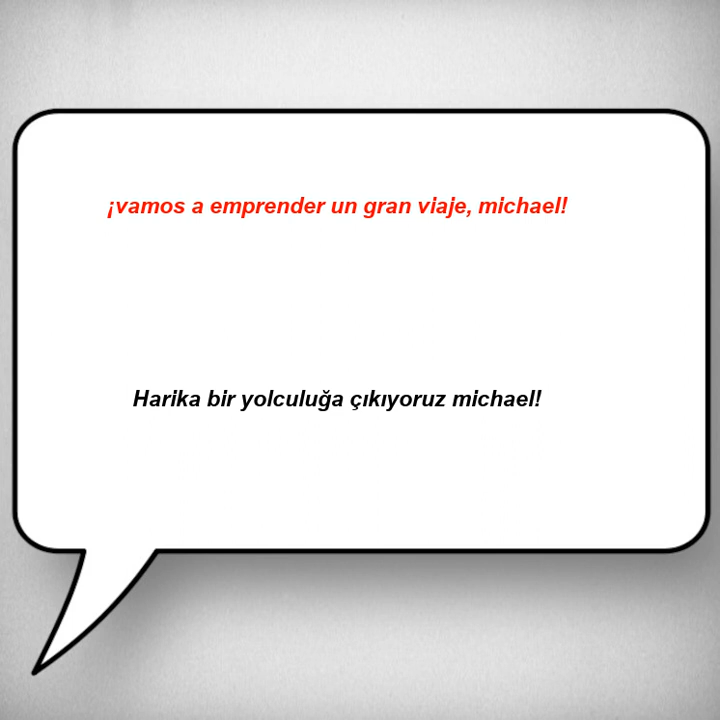 ¡vamos a emprender un gran viaje, michael!
Harika bir yolculuğa çıkıyoruz michael!